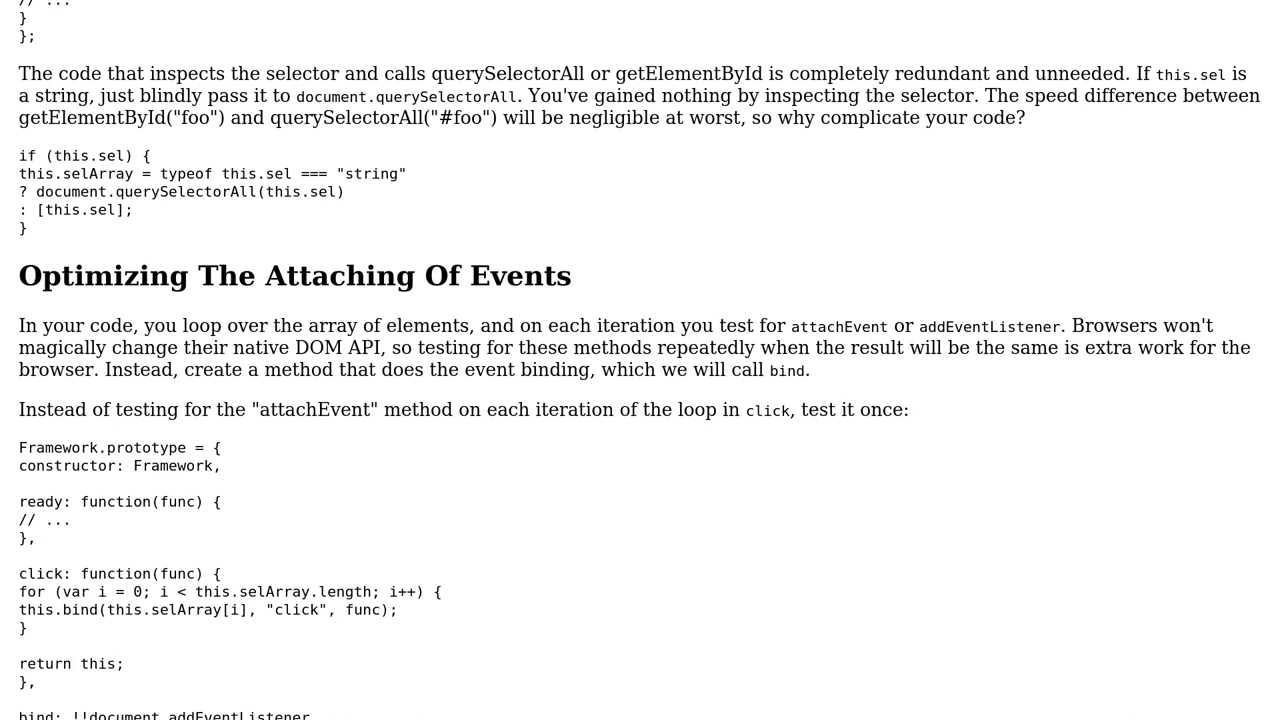 // ...
}
};
The code that inspects the selector and calls querySelectorAll or getElementById is completely redundant and unneeded. If this.sel is
a string, just blindly pass it to document.querySelectorAll. You've gained nothing by inspecting the selector. The speed difference between
getElementById("foo") and querySelectorAll("#foo") will be negligible at worst, so why complicate your code?
if (this.sel) {
this.selArray = typeof this.sel === "string"
? document.querySelectorAll(this.sel)
: [this.sel];
}
Optimizing The Attaching Of Events
In your code, you loop over the array of elements, and on each iteration you test for attachEvent or addEventListener. Browsers won't
magically change their native DOM API, so testing for these methods repeatedly when the result will be the same is extra work for the
browser. Instead, create a method that does the event binding, which we will call bind.
Instead of testing for the "attachEvent" method on each iteration of the loop in click, test it once:
Framework.prototype = {
constructor: Framework,
ready: function(func) {
// ...
},
click: function(func) {
for (var i = 0; i < this.selArray.length; i++) {
this.bind(this.selArray[i], "click", func);
}
return this;
},
bind: !!document.addEventListener